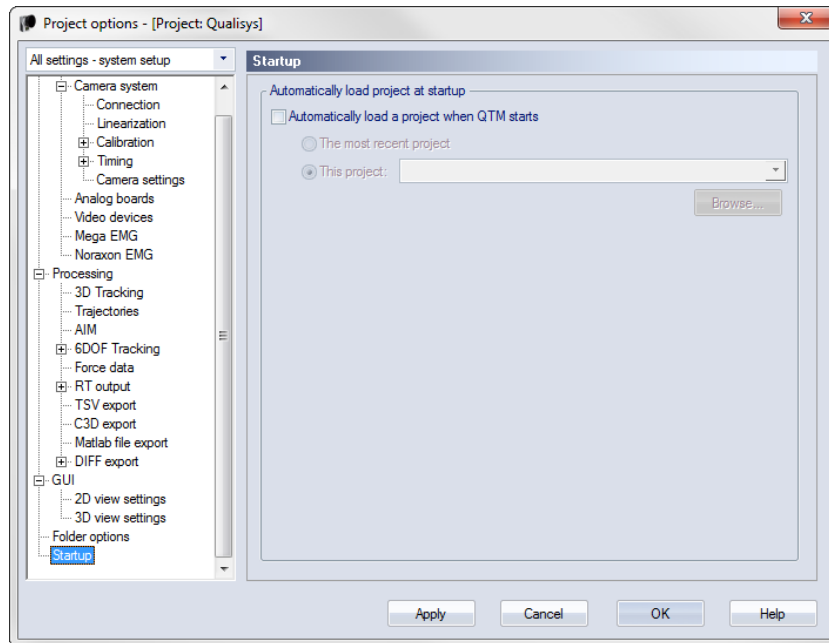 Project options - [Project: Qualisys]
All settings - system setup
Camera system
Connection
Linearization
Calibration
Timing
Camera settings
Analog boards
Video devices
Mega EMG
Noraxon EMG
Processing
3D Tracking
Trajectories
AIM
6DOF Tracking
Force data
RT output
TSV export
C3D export
Matlab file export
DIFF export
GUI
2D view settings
3D view settings
Folder options
Startup
Startup
Automatically load project at startup
Automatically load a project when QTM starts
The most recent project
This project:
Browse...
Apply Cancel OK Help